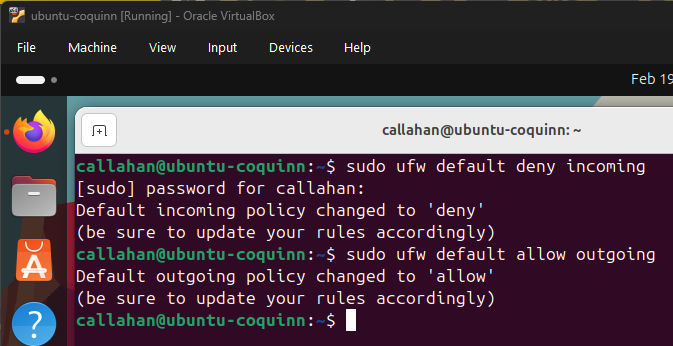 ubuntu-coquinn [Running] - Oracle VirtualBox
File Machine View Input Devices Help
Feb 19
callahan@ubuntu-coquinn: ~
callahan@ubuntu-coquinn:~$ sudo ufw default deny incoming
[sudo] password for callahan:
Default incoming policy changed to 'deny'
(be sure to update your rules accordingly)
callahan@ubuntu-coquinn:~$ sudo ufw default allow outgoing
Default outgoing policy changed to 'allow'
(be sure to update your rules accordingly)
callahan@ubuntu-coquinn:~$